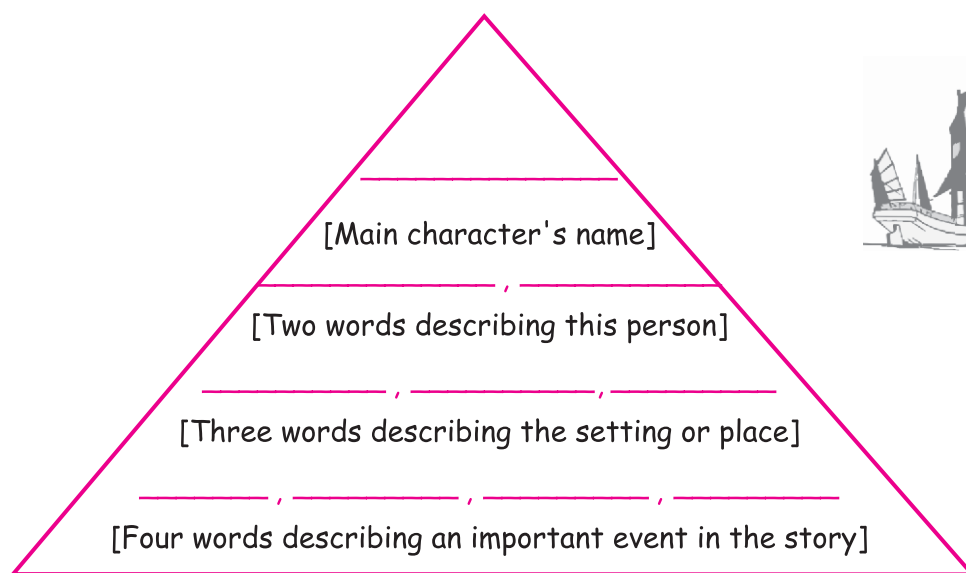 [Main character's name]
[Two words describing this person]
[Three words describing the setting or place]
[Four words describing an important event in the story]